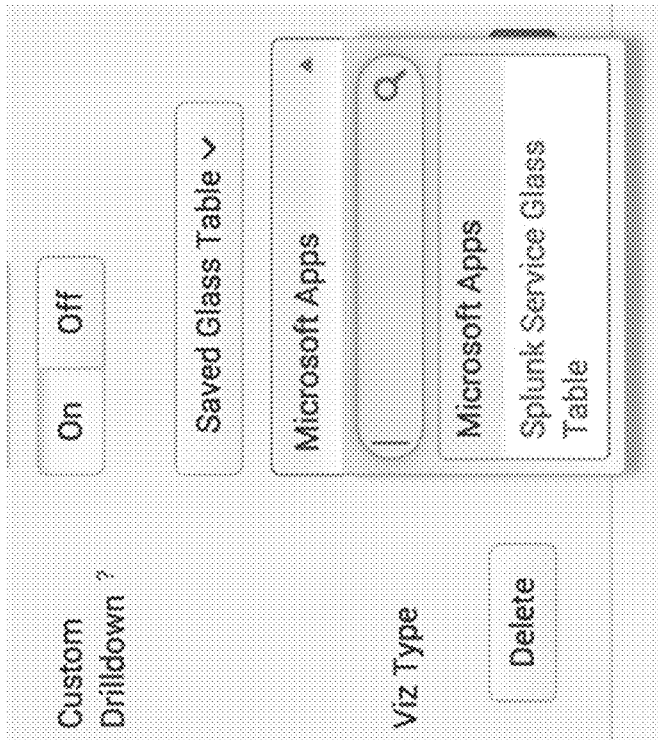 Custom
Drilldown ?
On
Off
Saved Glass Table
Microsoft Apps
Microsoft Apps
Splunk Service Glass
Table
Viz Type
Delete